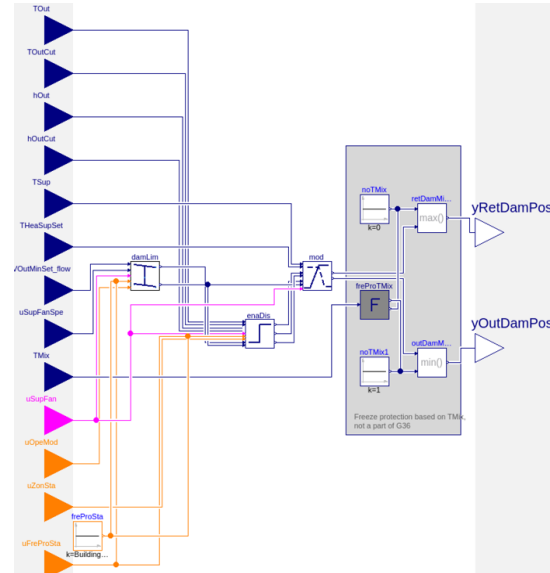 TOut
TOutCut
hOut
hOutCut
TSup
THeaSupSet
VOutMinSet_flow
uSupFanSpe
TMix
uSupFan
uOpeMod
uZonSta
freProSta
k=Building...
uFreProSta
damLim
enaDis
mod
noTMix
k=0
retDamMi...
max()
freProTMix
F
noTMix1
k=1
outDamM...
min()
Freeze protection based on TMix,
not a part of G36
yRetDamPos
yOutDamPos